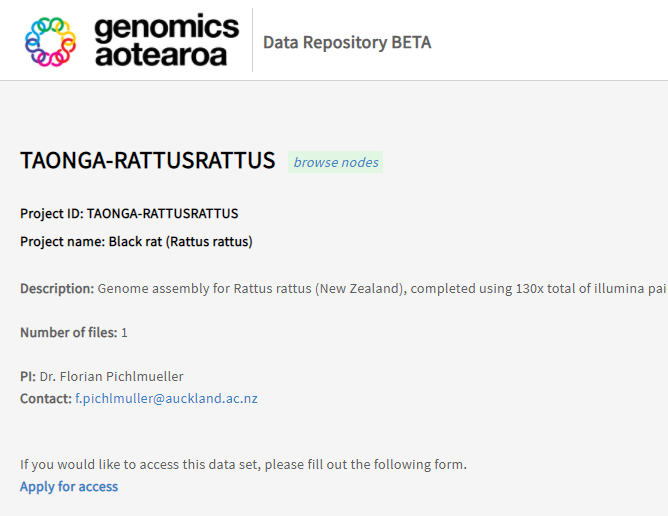 genomics
aotearoa
Data Repository BETA
TAONGA-RATTUSRATTUS browse nodes
Project ID: TAONGA-RATTUSRATTUS
Project name: Black rat (Rattus rattus)
Description: Genome assembly for Rattus rattus (New Zealand), completed using 130x total of illumina pai
Number of files: 1
PI: Dr. Florian Pichlmueller
Contact: f.pichlmuller@auckland.ac.nz
If you would like to access this data set, please fill out the following form.
Apply for access